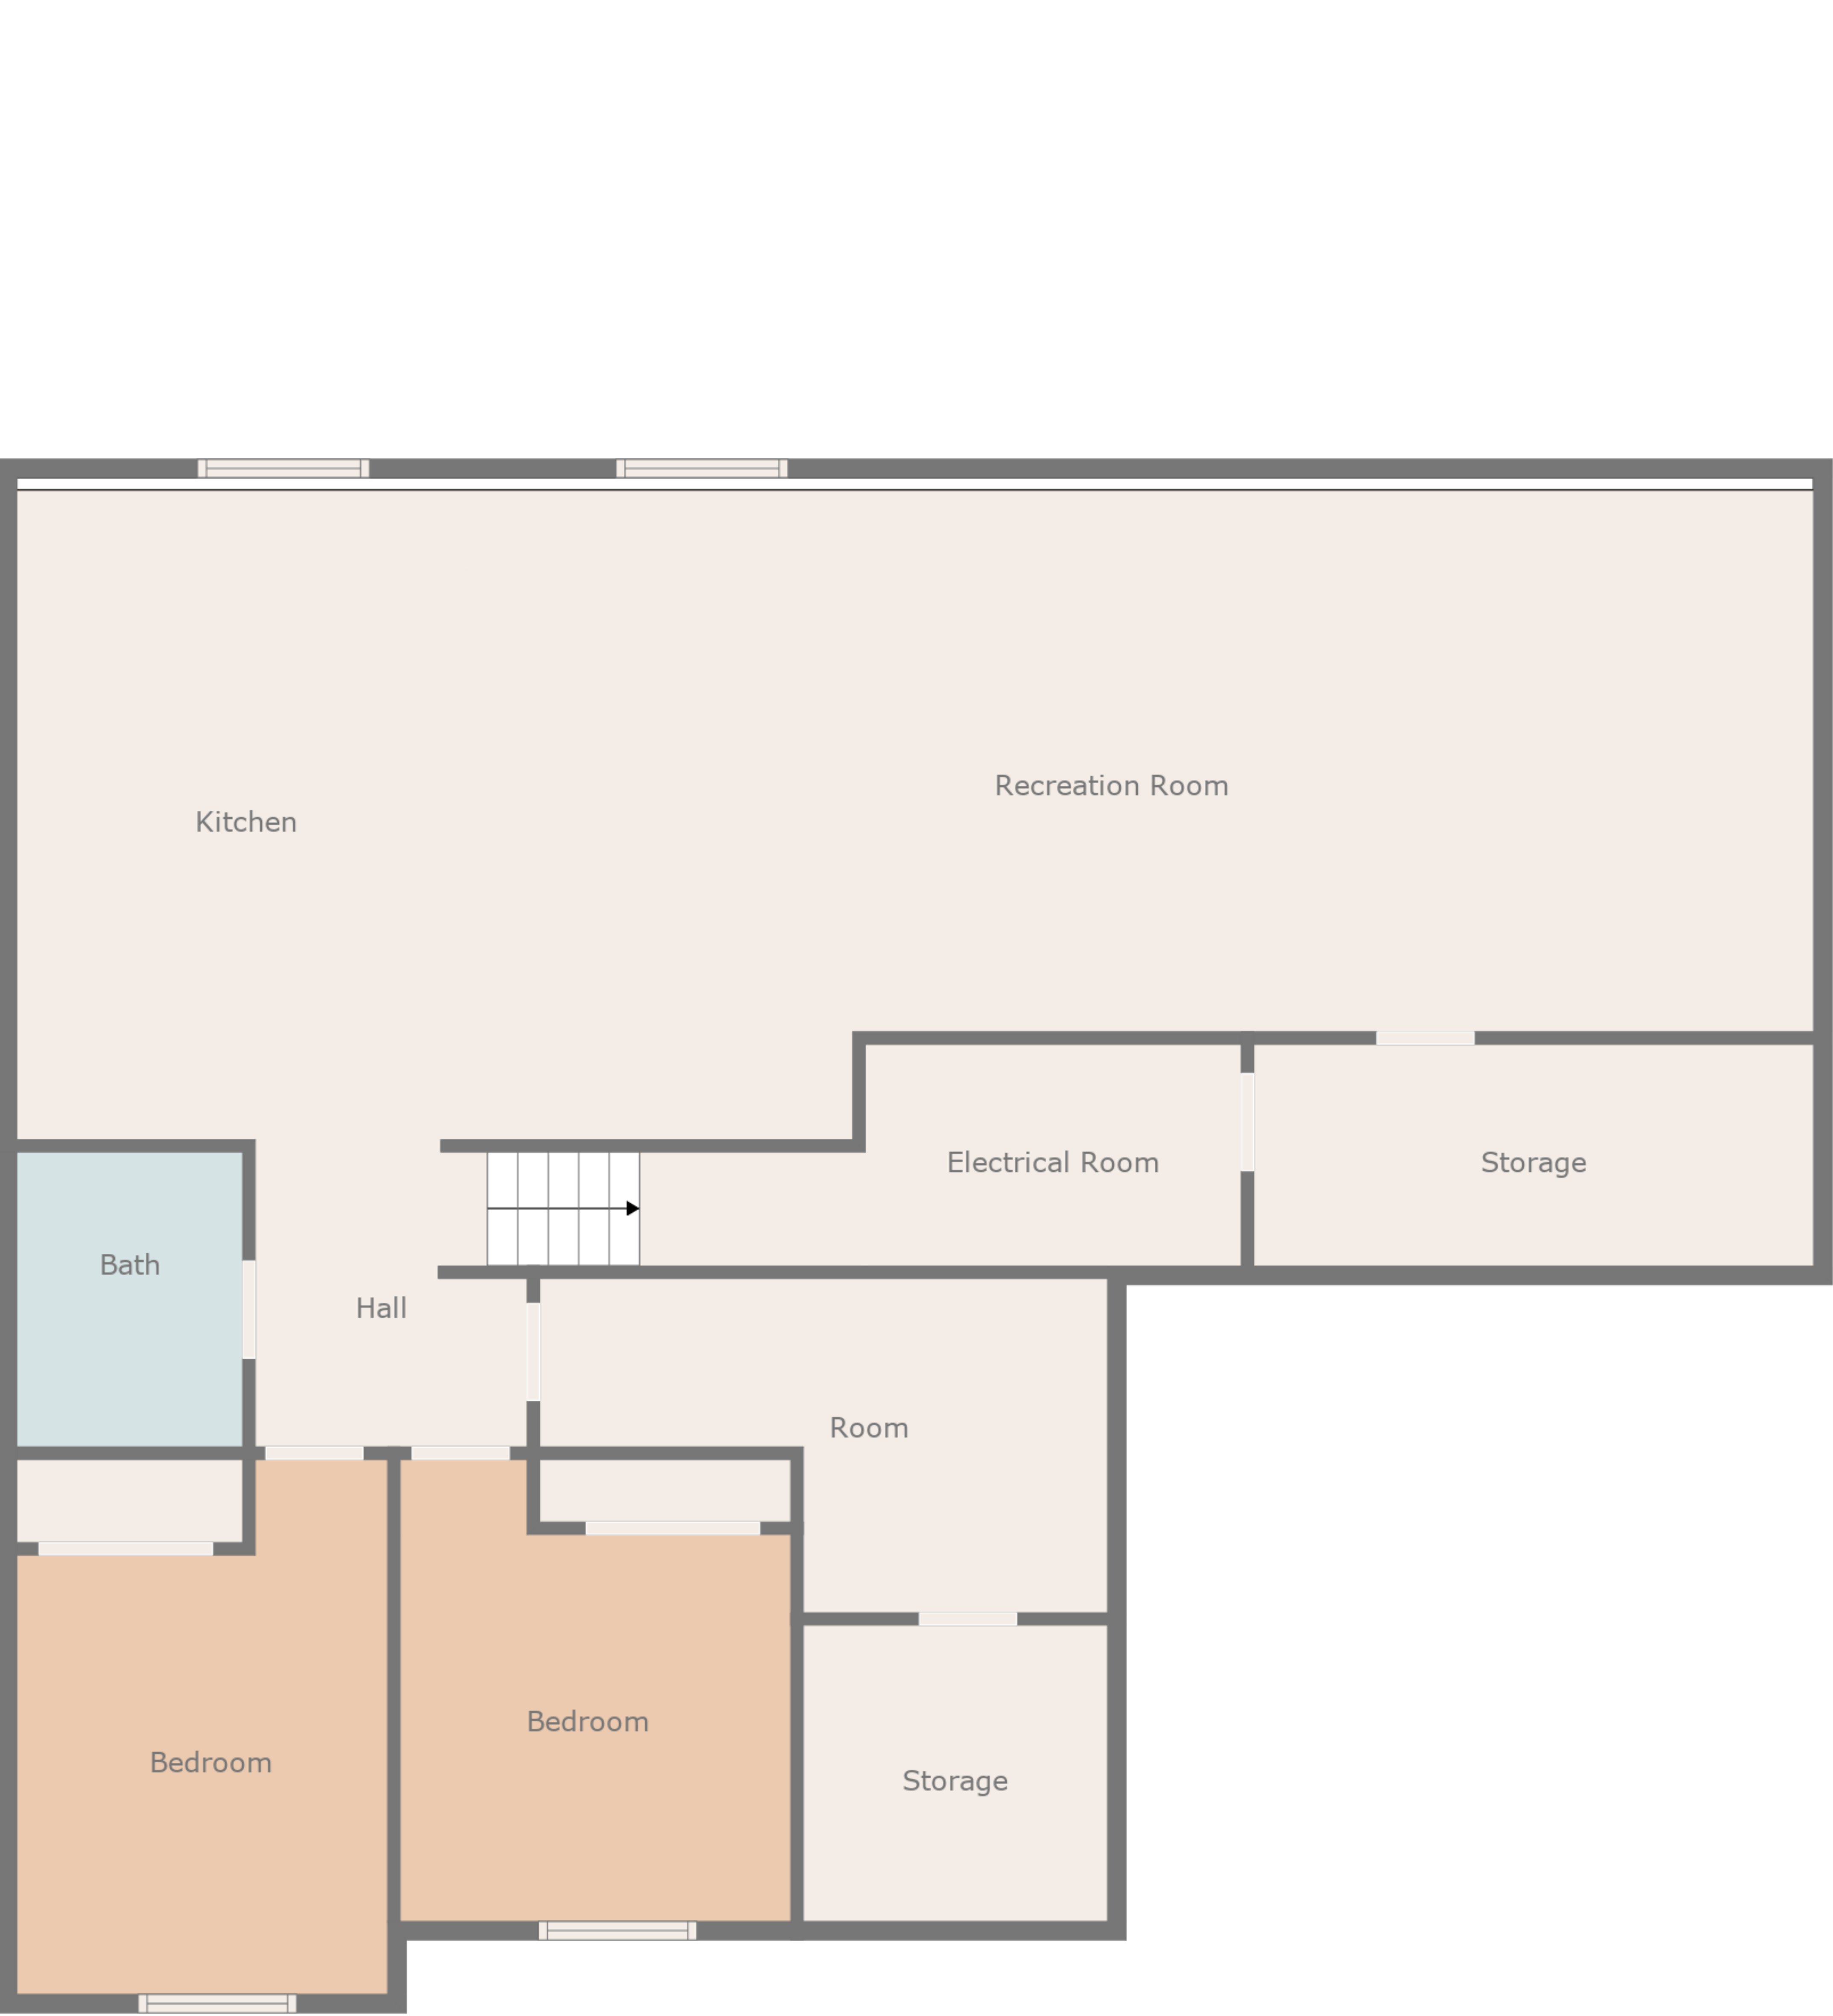 Recreation Room
Kitchen
Electrical Room
Storage
Bath
Hall
Room
Bedroom
Bedroom
Storage